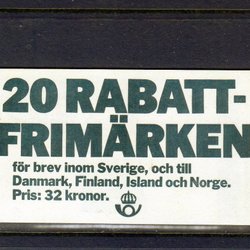 20 RABATT-
FRIMÄRKEN
för brev inom Sverige, och till
Danmark, Finland, Island och Norge.
Pris: 32 kronor.